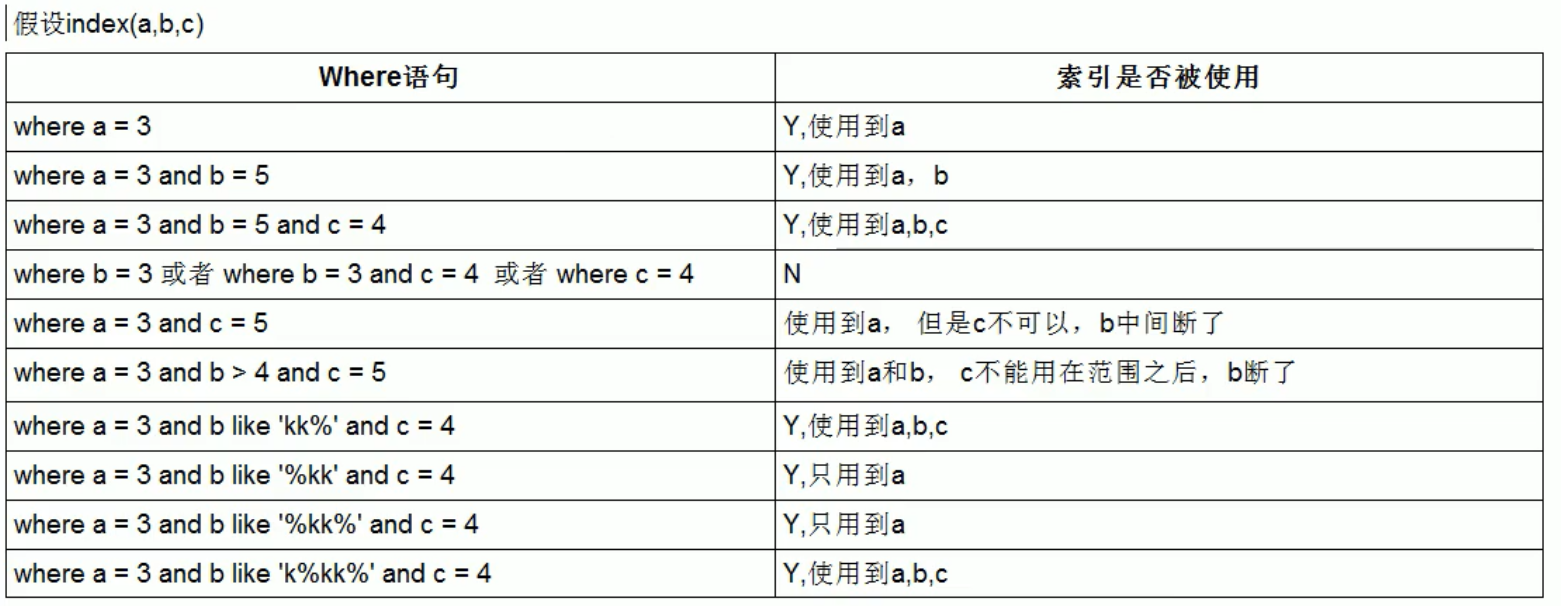 假设index(a,b,c)
Where语句 索引是否被使用
where a = 3 Y,使用到a
where a = 3 and b = 5 Y,使用到a，b
where a = 3 and b = 5 and c = 4 Y,使用到a,b,c
where b = 3 或者 where b = 3 and c = 4 或者 where c = 4 N
where a = 3 and c = 5 使用到a， 但是c不可以，b中间断了
where a = 3 and b > 4 and c = 5 使用到a和b， c不能用在范围之后，b断了
where a = 3 and b like 'kk%' and c = 4 Y,使用到a,b,c
where a = 3 and b like '%kk' and c = 4 Y,只用到a
where a = 3 and b like '%kk%' and c = 4 Y,只用到a
where a = 3 and b like 'k%kk%' and c = 4 Y,使用到a,b,c